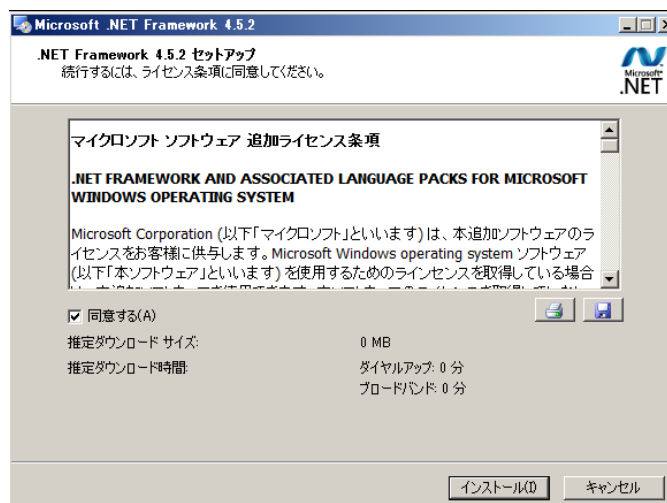 Microsoft .NET Framework 4.5.2
.NET Framework 4.5.2 セットアップ
続行するには、ライセンス条項に同意してください。
Microsoft
.NET
マイクロソフト ソフトウェア 追加ライセンス条項
.NET FRAMEWORK AND ASSOCIATED LANGUAGE PACKS FOR MICROSOFT
WINDOWS OPERATING SYSTEM
Microsoft Corporation (以下「マイクロソフト」といいます) は、本追加ソフトウェアのラ
イセンスをお客様に供与します。Microsoft Windows operating system ソフトウェア
(以下「本ソフトウェア」といいます) を使用するためのラインセンスを取得している場合
同意する(A)
推定ダウンロード サイズ: 0 MB
推定ダウンロード時間: ダイヤルアップ: 0 分
ブロードバンド: 0 分
インストール(I) キャンセル